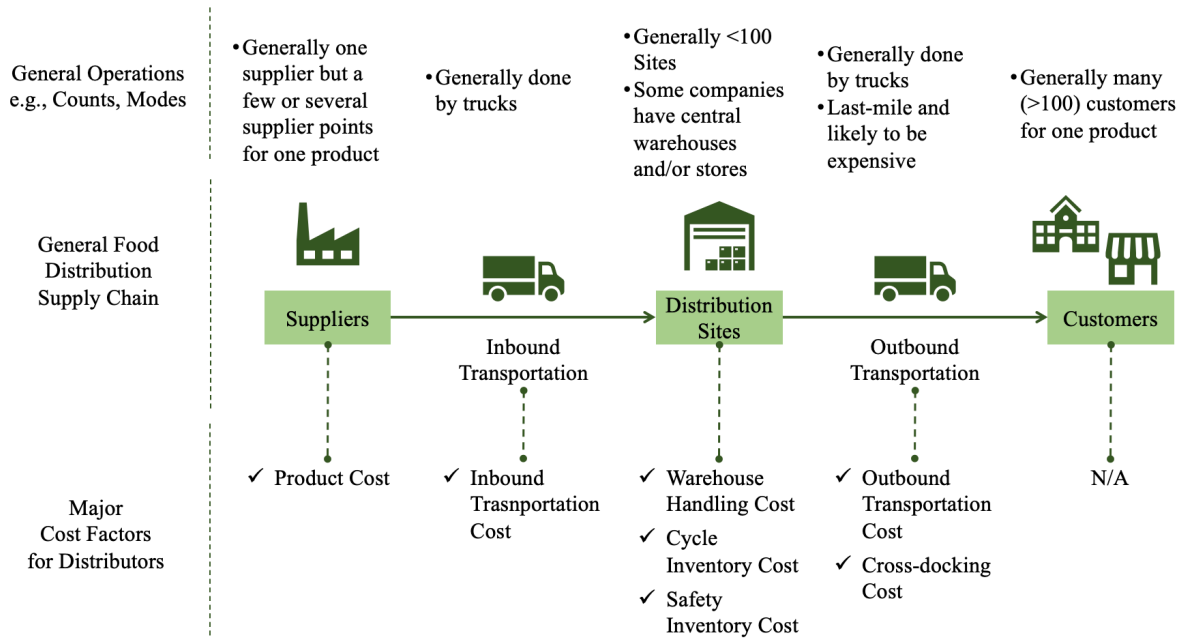 General Operations
e.g., Counts, Modes
•Generally one
supplier but a
few or several
supplier points
for one product
•Generally done
by trucks
•Generally <100
Sites
•Some companies
have central
warehouses
and/or stores
•Generally done
by trucks
•Last-mile and
likely to be
expensive
•Generally many
(>100) customers
for one product
General Food
Distribution
Supply Chain
Suppliers
Inbound
Transportation
Distribution
Sites
Outbound
Transportation
Customers
Major
Cost Factors
for Distributors
✓ Product Cost
✓ Inbound
Trasnportation
Cost
✓ Warehouse
Handling Cost
✓ Cycle
Inventory Cost
✓ Safety
Inventory Cost
✓ Outbound
Transportation
Cost
✓ Cross-docking
Cost
N/A